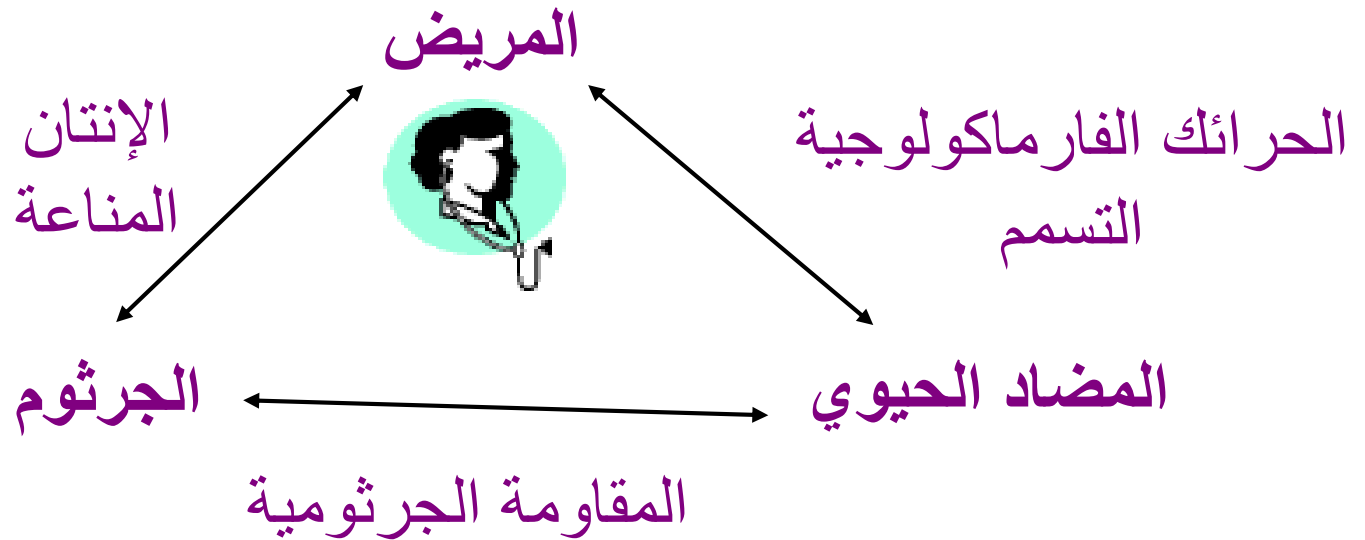 المريض
الحرائك الفارماكولوجية
التسمم
الإنتان
المناعة
المضاد الحيوي
الجرثوم
المقاومة الجرثومية